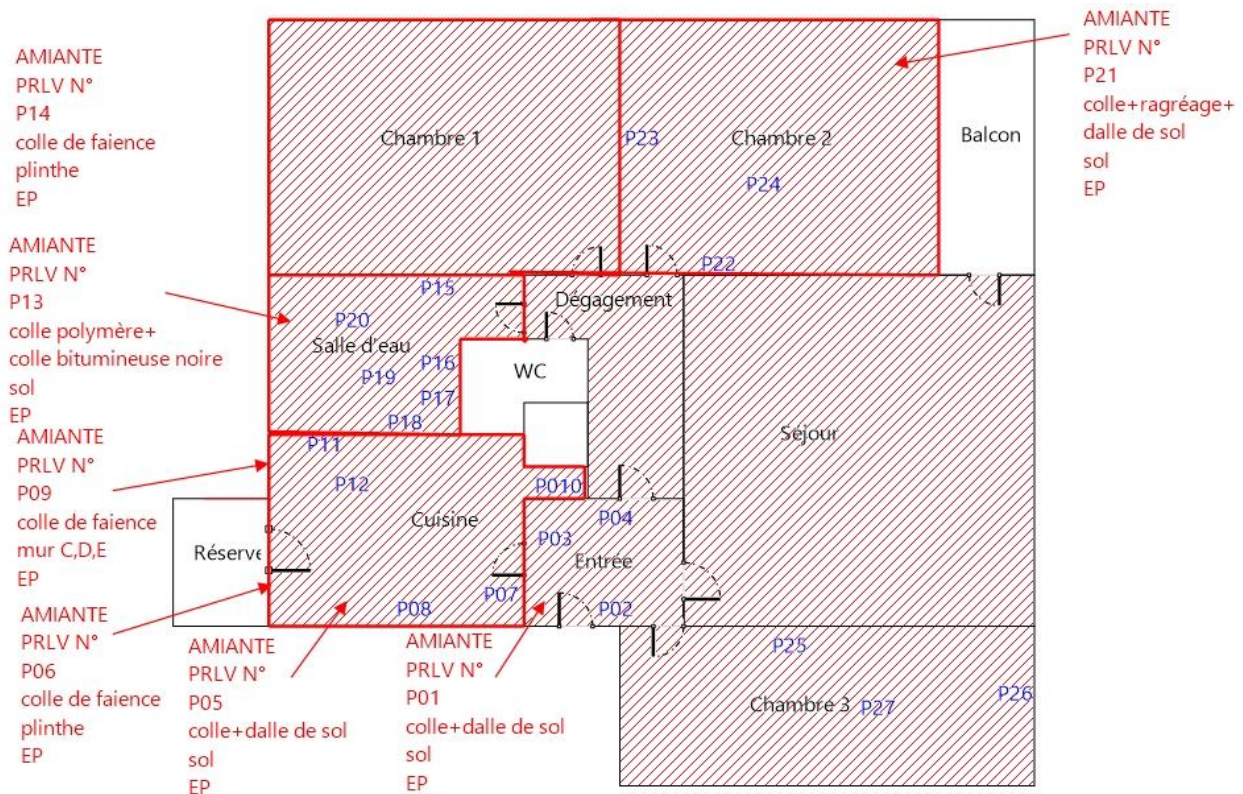 AMIANTE
PRLV N°
P14
colle de faience
plinthe
EP
AMIANTE
PRLV N°
P21
colle+ragréage+
dalle de sol
sol
EP
Chambre 1
P23
Chambre 2
Balcon
P24
AMIANTE
PRLV N°
P13
colle polymère+
colle bitumineuse noire
sol
EP
P22
P15
Dégagement
P20
Salle d'eau
P16
WC
P19
P17
P18
Séjour
AMIANTE
PRLV N°
P09
colle de faience
mur C,D,E
EP
P11
P12
P010
Cuisine
P04
P03
Réserve
Entrée
P07
P08
P02
AMIANTE
PRLV N°
P06
colle de faience
plinthe
EP
AMIANTE
PRLV N°
P05
colle+dalle de sol
sol
EP
AMIANTE
PRLV N°
P01
colle+dalle de sol
sol
EP
P25
P26
Chambre 3
P27